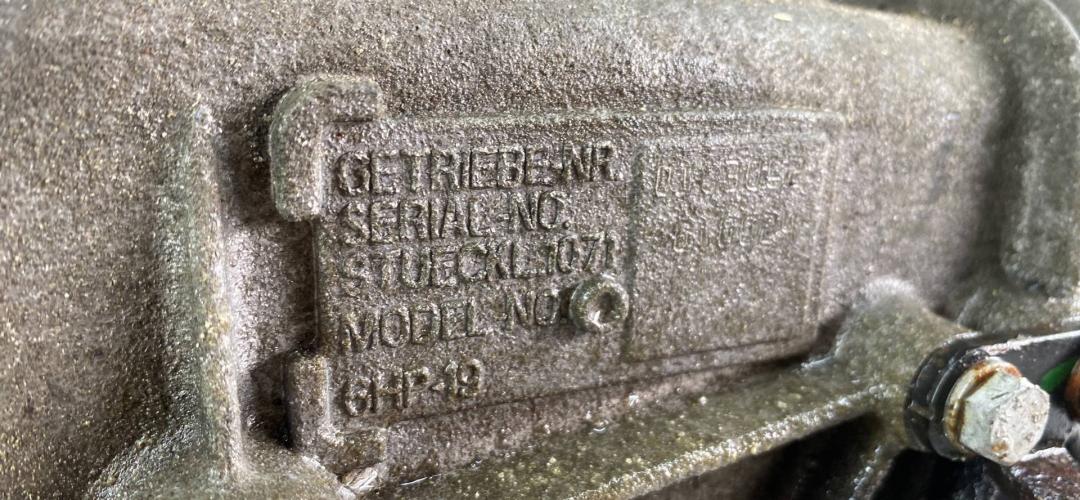 GETRIEBE-NR.
SERIAL-NO.
STUECKL.1071
MODEL-NO.
6HP-19